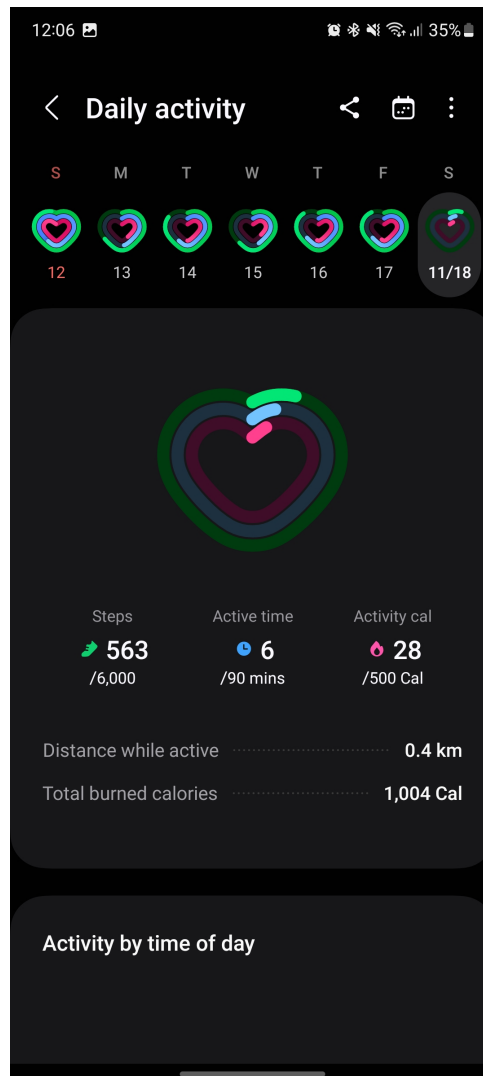 12:06 35%
Daily activity
S M T W T F S
12 13 14 15 16 17 11/18
Steps Active time Activity cal
563 6 28
/6,000 /90 mins /500 Cal
Distance while active 0.4 km
Total burned calories 1,004 Cal
Activity by time of day